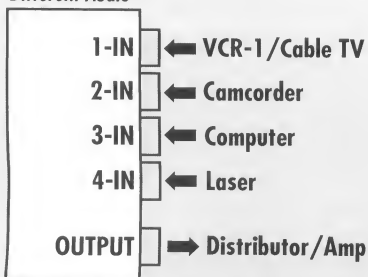 1-IN VCR-1/Cable TV
2-IN Camcorder
3-IN Computer
4-IN Laser
OUTPUT Distributor/Amp